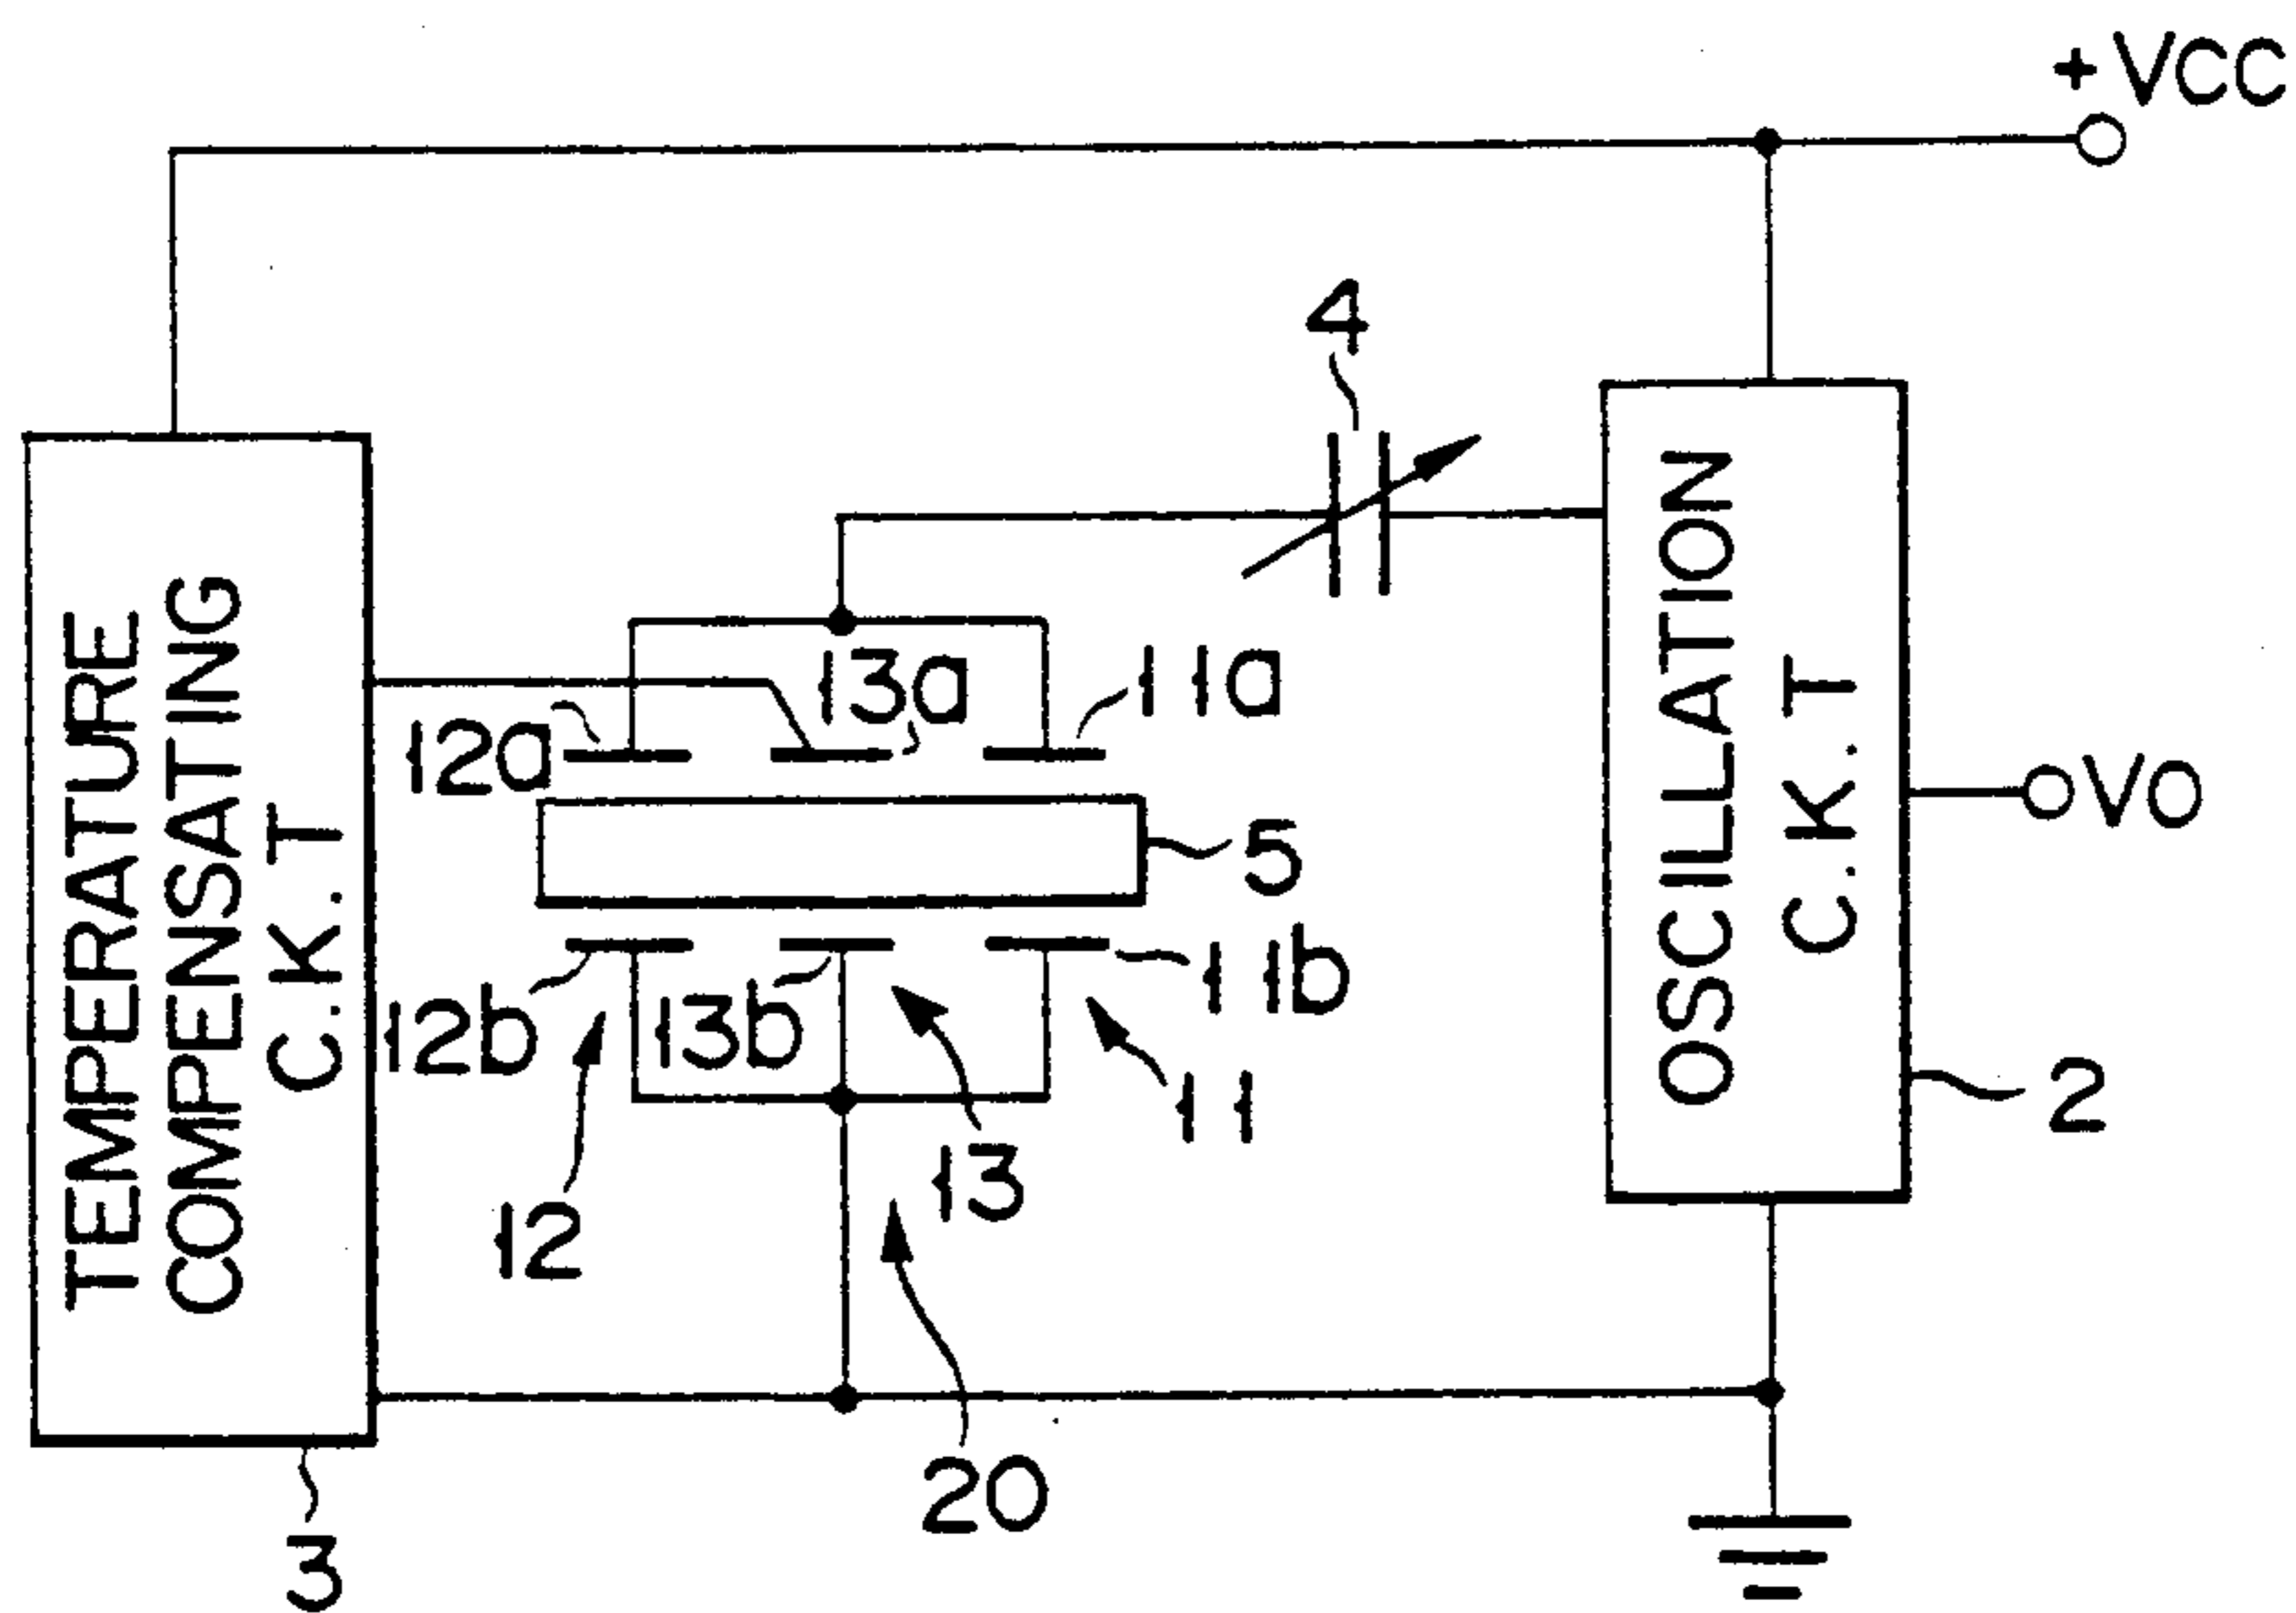 +VCC
4
13a
11a
12a
TEMPERATURE
COMPENSATING
C.K.T
OSCILLATION
C.K.T
VO
5
11b
12b
13b
2
11
13
12
20
3